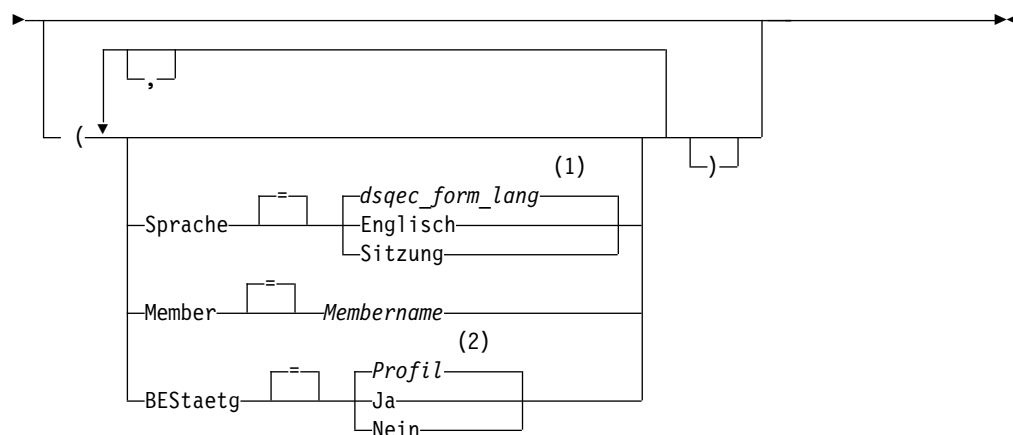 ,
(
)
(1)
dsqec_form_lang
Sprache = Englisch
Sitzung
Member = Membername
(2)
Profil
BEStaetg = Ja
Nein